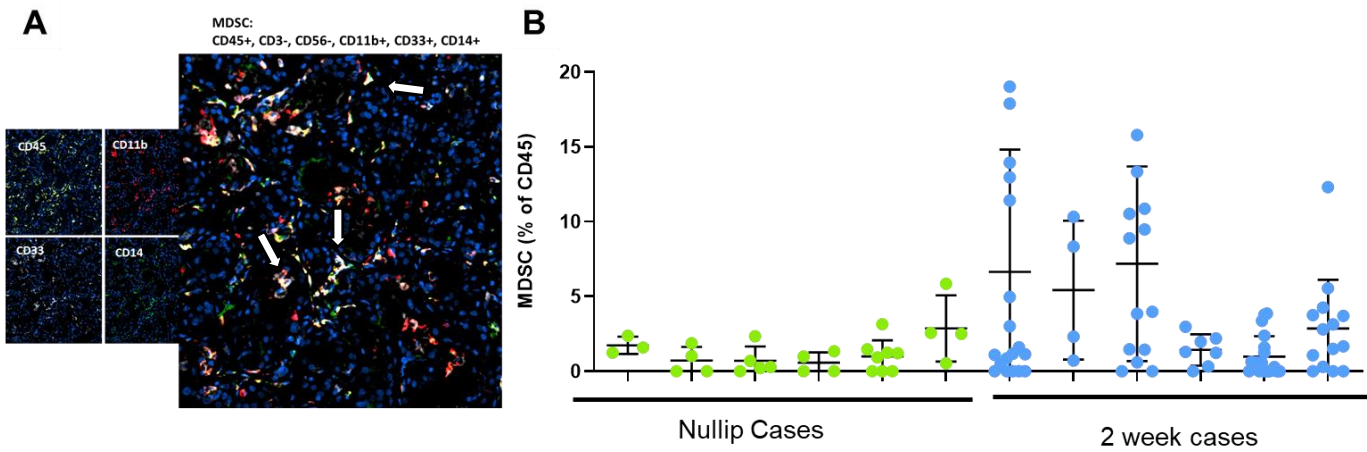 A
MDSC:
CD45+, CD3-, CD56-, CD11b+, CD33+, CD14+
CD45
CD11b
CD33
CD14
B
MDSC (% of CD45)
20
15
10
5
0
Nullip Cases
2 week cases